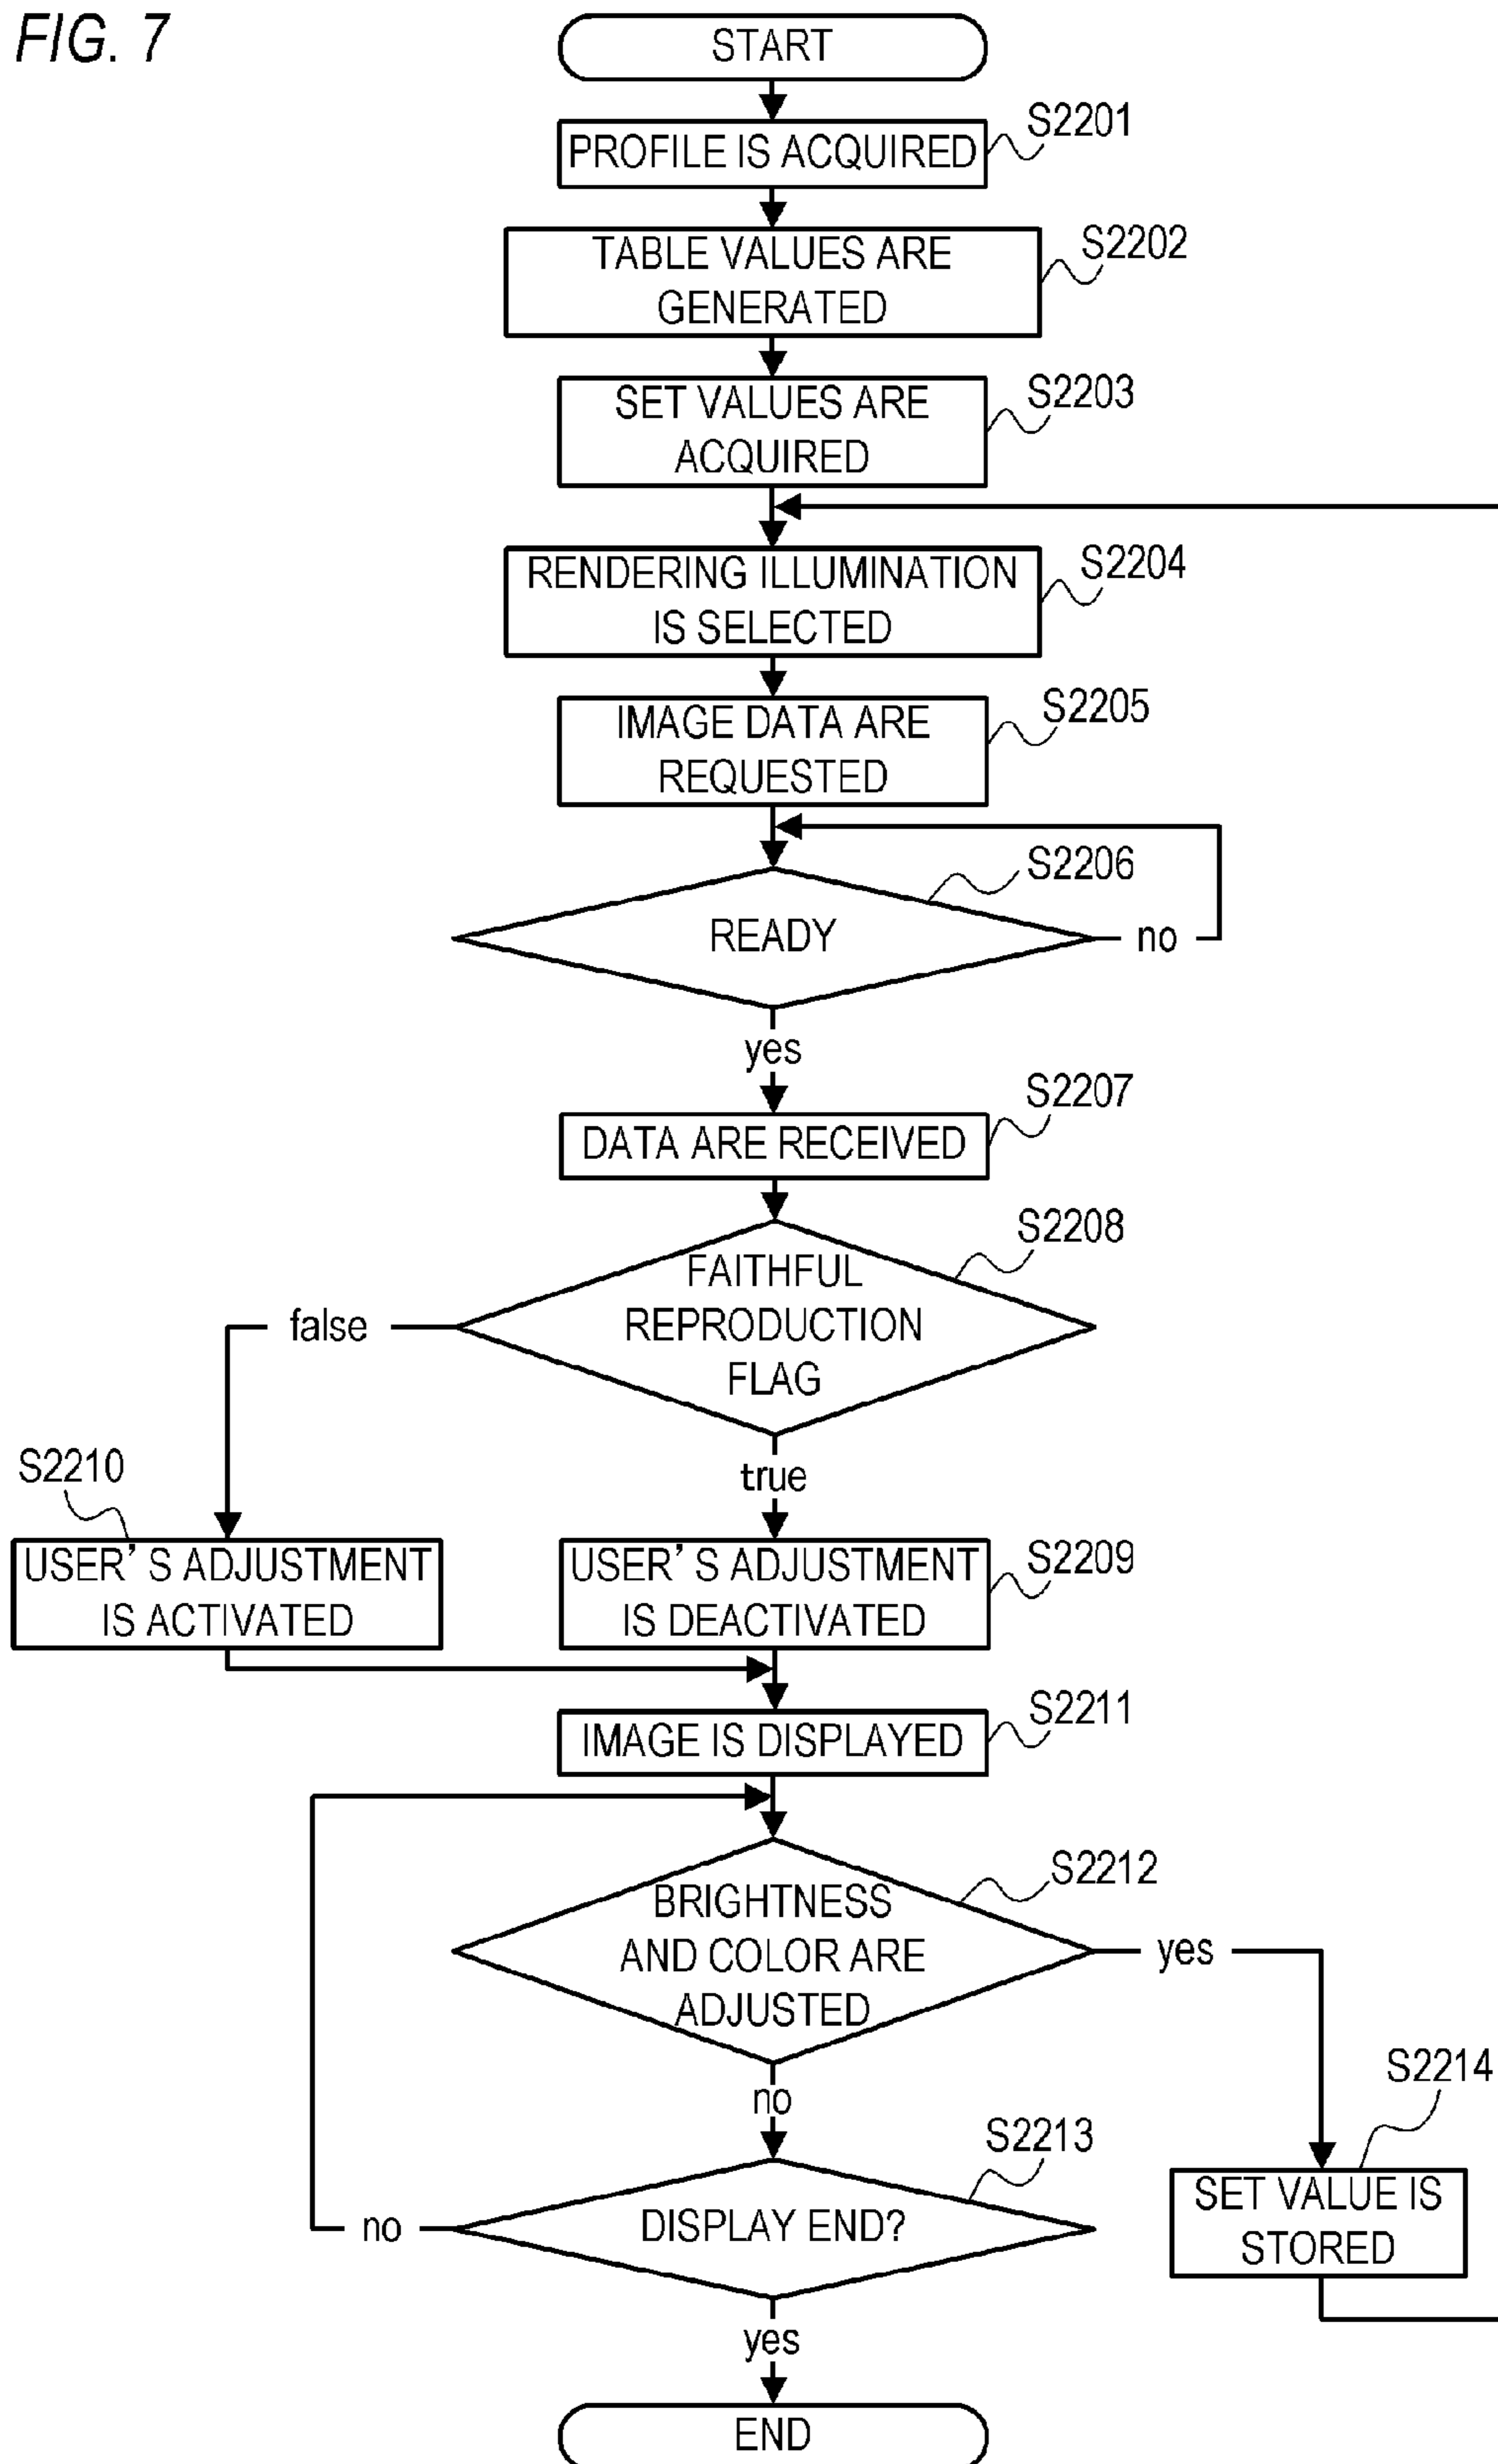 FIG. 7
START
PROFILE IS ACQUIRED
S2201
TABLE VALUES ARE
GENERATED
S2202
SET VALUES ARE
ACQUIRED
S2203
RENDERING ILLUMINATION
IS SELECTED
S2204
IMAGE DATA ARE
REQUESTED
S2205
READY
S2206
no
yes
DATA ARE RECEIVED
S2207
FAITHFUL
REPRODUCTION
FLAG
S2208
false
true
S2210
USER'S ADJUSTMENT
IS ACTIVATED
USER'S ADJUSTMENT
IS DEACTIVATED
S2209
IMAGE IS DISPLAYED
S2211
BRIGHTNESS
AND COLOR ARE
ADJUSTED
S2212
yes
no
DISPLAY END?
S2213
no
S2214
SET VALUE IS
STORED
yes
END